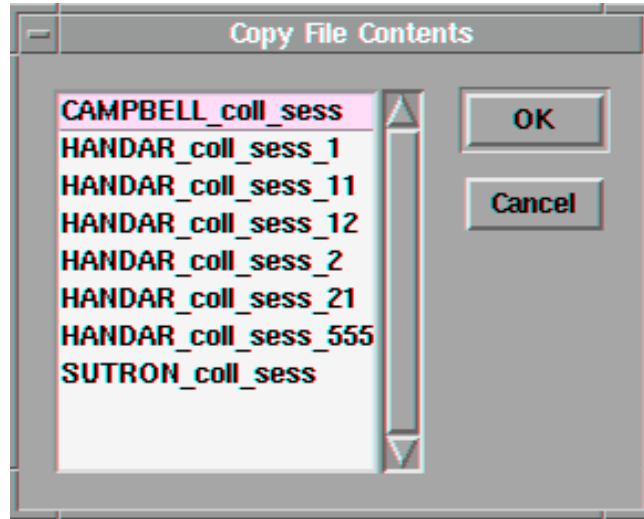 Copy File Contents
CAMPBELL_coll_sess
HANDAR_coll_sess_1
HANDAR_coll_sess_11
HANDAR_coll_sess_12
HANDAR_coll_sess_2
HANDAR_coll_sess_21
HANDAR_coll_sess_555
SUTRON_coll_sess
OK
Cancel